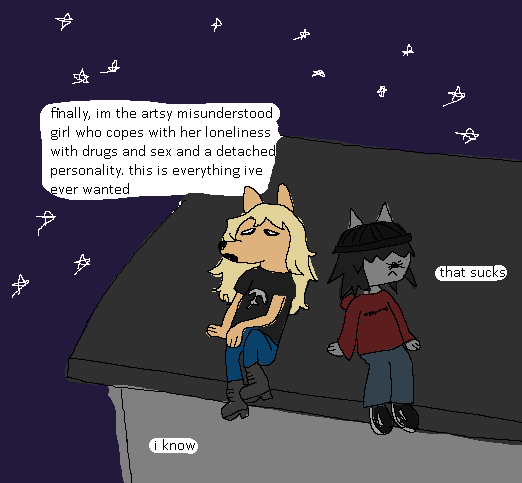 finally, im the artsy misunderstood
girl who copes with her loneliness
with drugs and sex and a detached
personality. this is everything ive
ever wanted
that sucks
i know